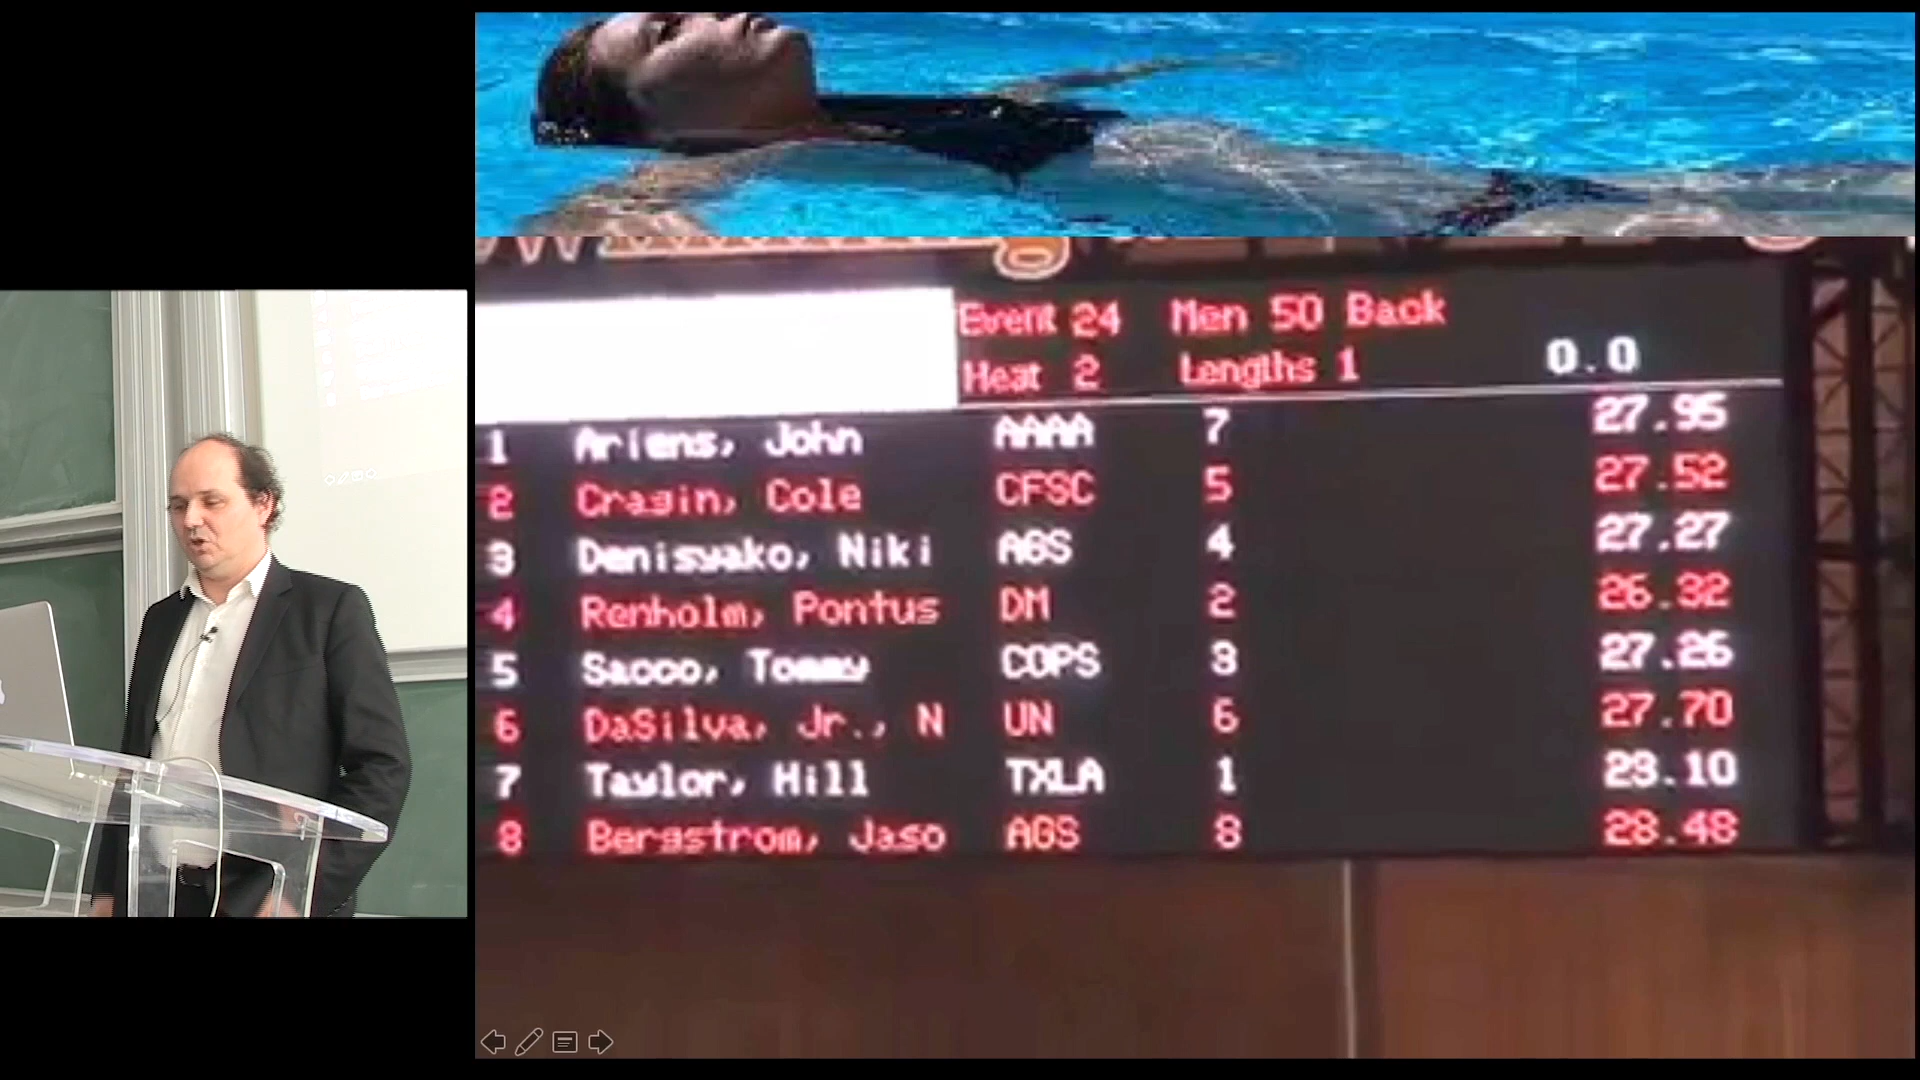 Event 24 Men 50 Back
Heat 2 Lengths 1 0.0
1 Ariens, John AAAA 7 27.95
2 Cragin, Cole CFSC 5 27.52
3 Denisyako, Niki AGS 4 27.27
4 Renholm, Pontus DM 2 26.32
5 Sacco, Tommy COPS 3 27.26
6 DaSilva, Jr., N UN 6 27.70
7 Taylor, Hill TXLA 1 23.10
8 Bergstrom, Jaso AGS 8 28.48